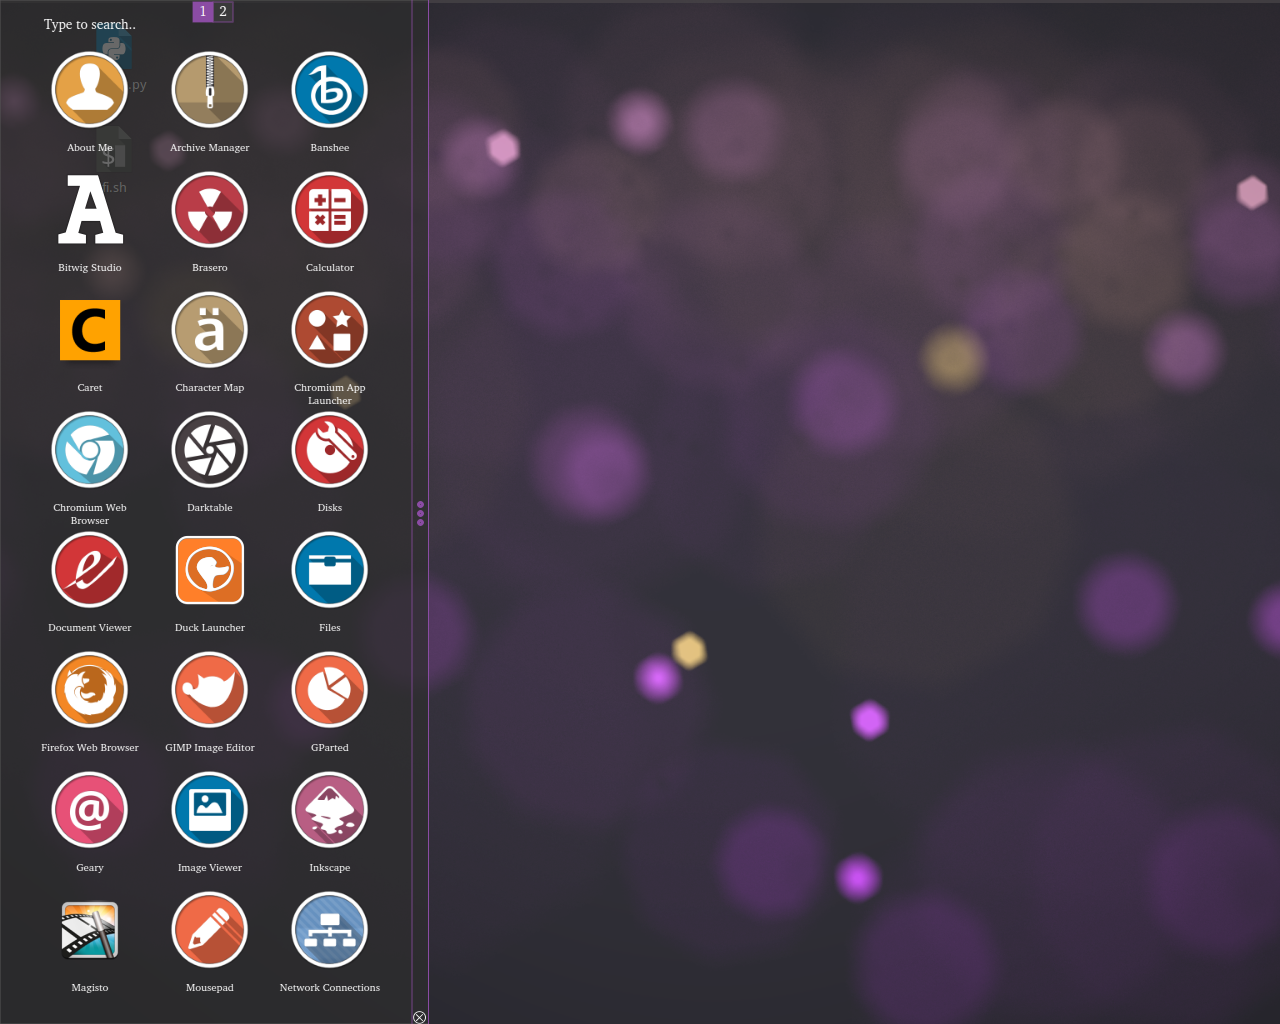 1 2
Type to search..
.py
About Me
Archive Manager
Banshee
$
fi.sh
A
Bitwig Studio
Brasero
Calculator
C
ä
Caret
Character Map
Chromium App
Launcher
Chromium Web
Browser
Darktable
Disks
e
Document Viewer
Duck Launcher
Files
Firefox Web Browser
GIMP Image Editor
GParted
@
Geary
Image Viewer
Inkscape
Magisto
Mousepad
Network Connections